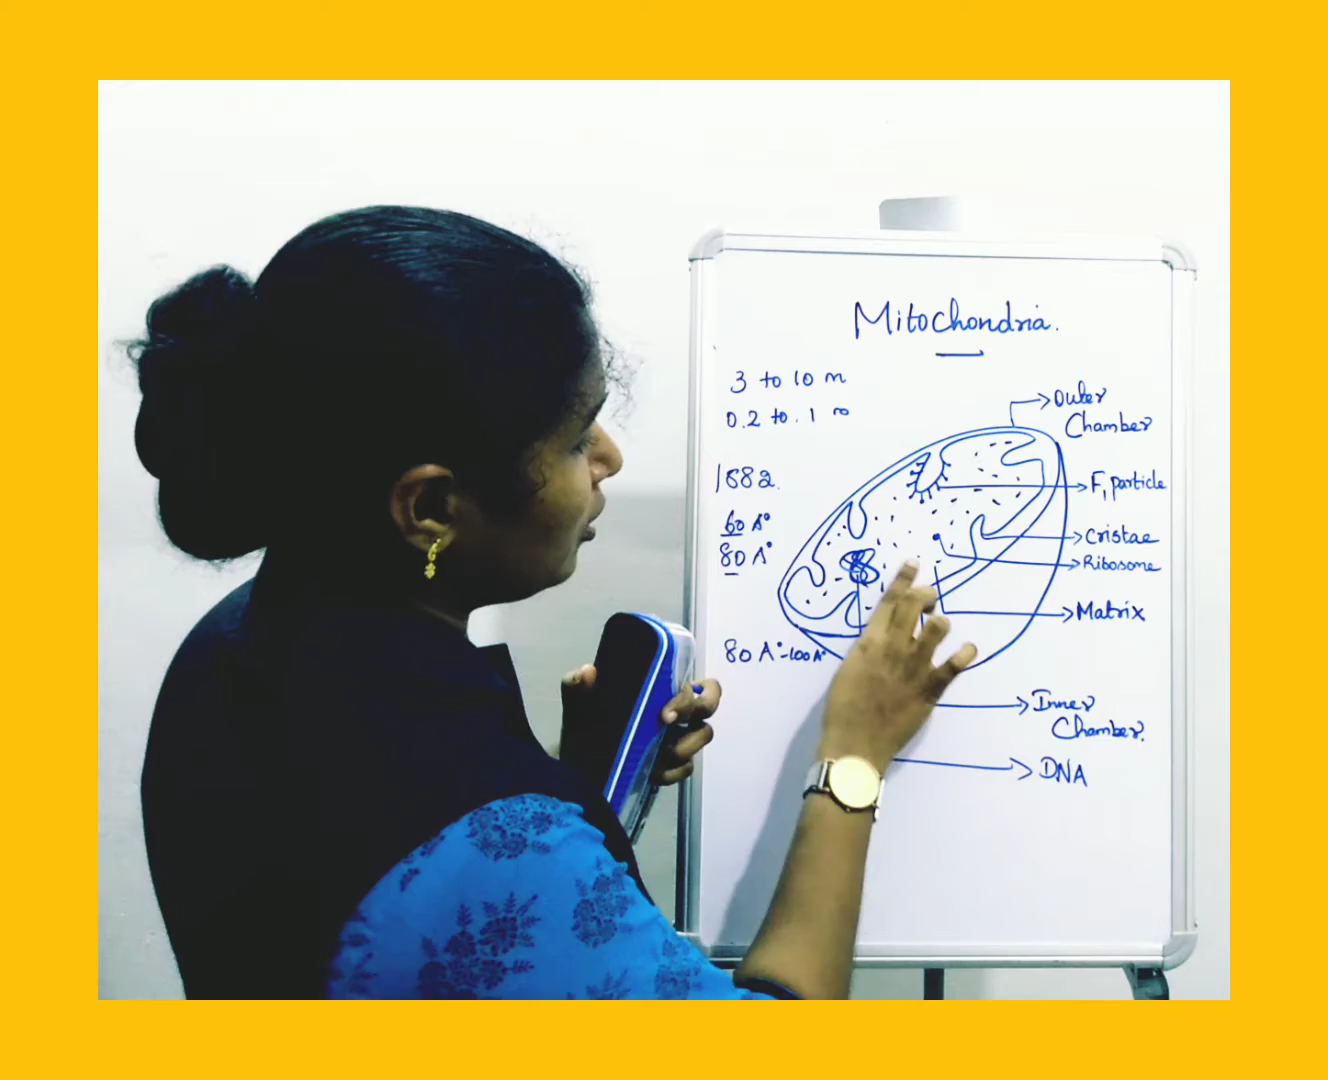 Mitochondria.
3 to 10 m
0.2 to .1 m
1882.
60 A°
80 A°
80 A°-100A°
Outer
Chamber
F1 particle
Cristae
Ribosome
Matrix
Inner
Chamber.
DNA